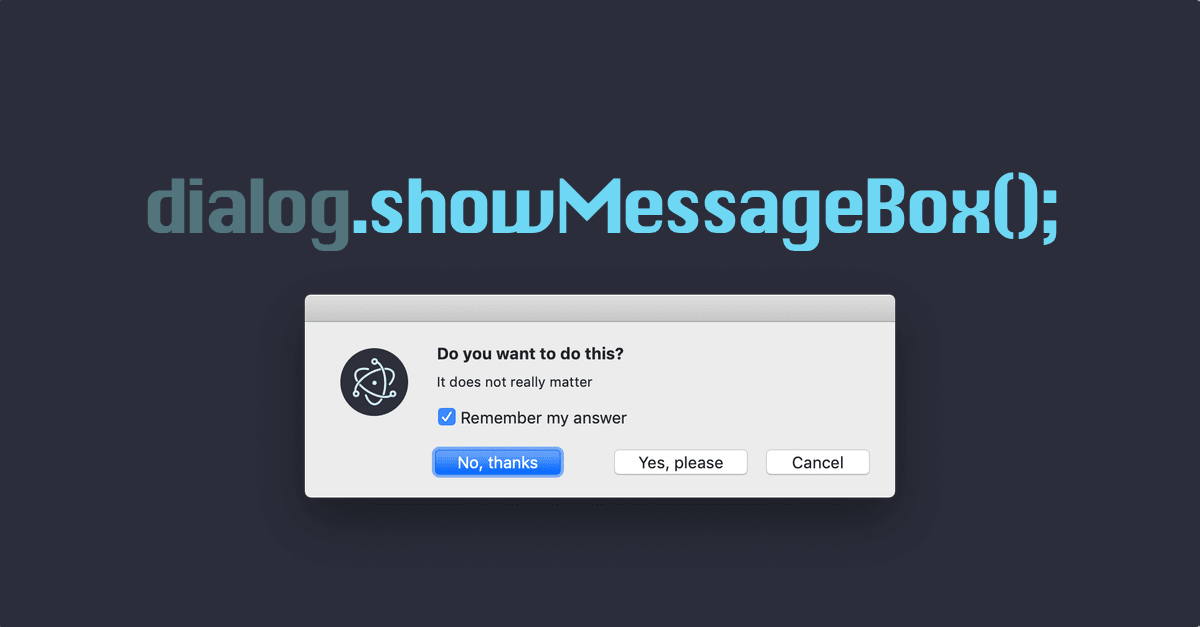 dialog.showMessageBox();
Do you want to do this?
It does not really matter
Remember my answer
No, thanks Yes, please Cancel